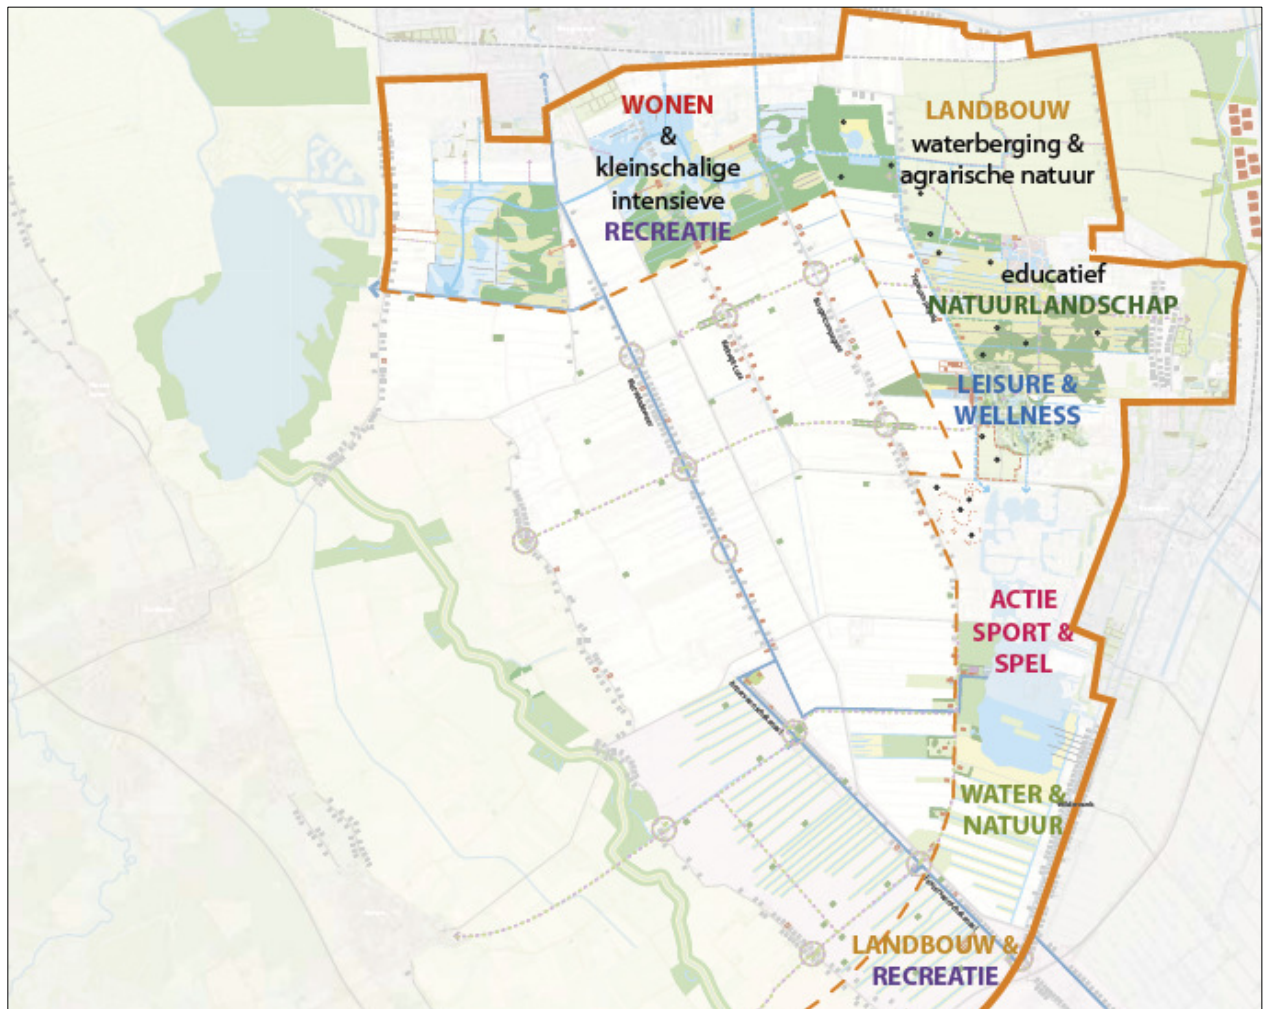 WONEN
&
kleinschalige
intensieve
RECREATIE
LANDBOUW
waterberging &
agrarische natuur
educatief
NATUURLANDSCHAP
LEISURE &
WELLNESS
ACTIE
SPORT &
SPEL
WATER &
NATUUR
LANDBOUW &
RECREATIE